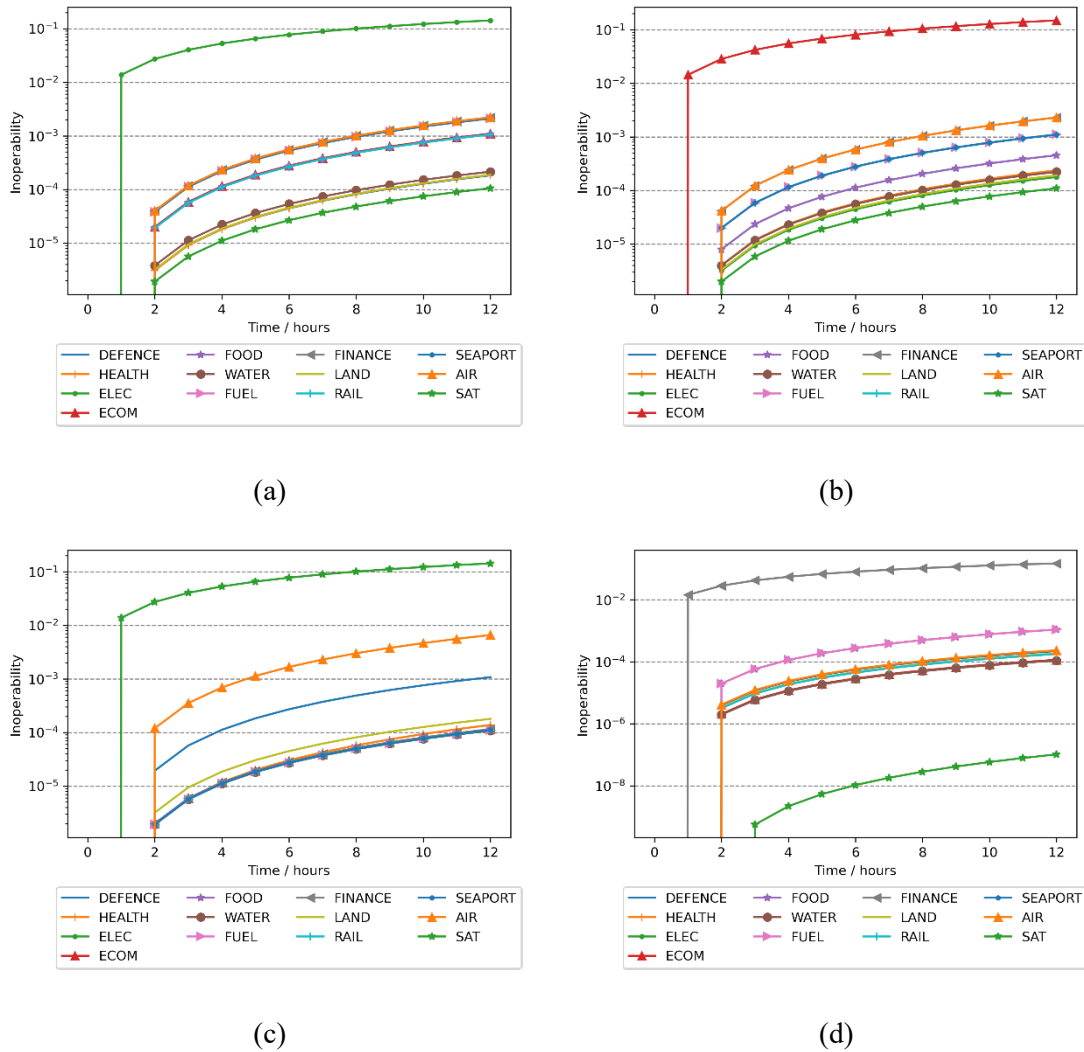 10⁻¹ 10⁻¹
10⁻² 10⁻²
10⁻³ 10⁻³
10⁻⁴ 10⁻⁴
10⁻⁵ 10⁻⁵
Inoperability Inoperability
0 2 4 6 8 10 12 0 2 4 6 8 10 12
Time / hours Time / hours
DEFENCE FOOD FINANCE SEAPORT DEFENCE FOOD FINANCE SEAPORT
HEALTH WATER LAND AIR HEALTH WATER LAND AIR
ELEC FUEL RAIL SAT ELEC FUEL RAIL SAT
ECOM ECOM
(a) (b)
10⁻¹ 10⁻²
10⁻² 10⁻⁴
10⁻³ 10⁻⁶
10⁻⁴ 10⁻⁸
10⁻⁵
Inoperability Inoperability
0 2 4 6 8 10 12 0 2 4 6 8 10 12
Time / hours Time / hours
DEFENCE FOOD FINANCE SEAPORT DEFENCE FOOD FINANCE SEAPORT
HEALTH WATER LAND AIR HEALTH WATER LAND AIR
ELEC FUEL RAIL SAT ELEC FUEL RAIL SAT
ECOM ECOM
(c) (d)